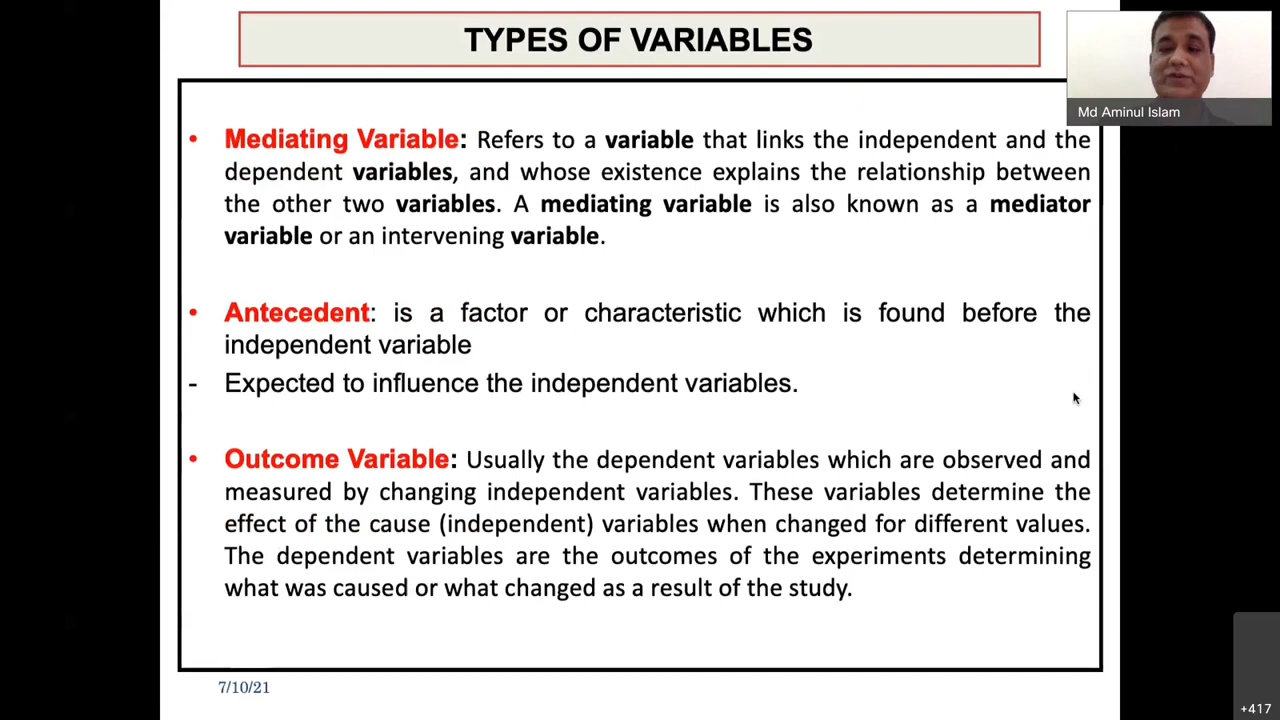 TYPES OF VARIABLES
Md Aminul Islam
• Mediating Variable: Refers to a variable that links the independent and the
dependent variables, and whose existence explains the relationship between
the other two variables. A mediating variable is also known as a mediator
variable or an intervening variable.
• Antecedent: is a factor or characteristic which is found before the
independent variable
- Expected to influence the independent variables.
• Outcome Variable: Usually the dependent variables which are observed and
measured by changing independent variables. These variables determine the
effect of the cause (independent) variables when changed for different values.
The dependent variables are the outcomes of the experiments determining
what was caused or what changed as a result of the study.
7/10/21
+417